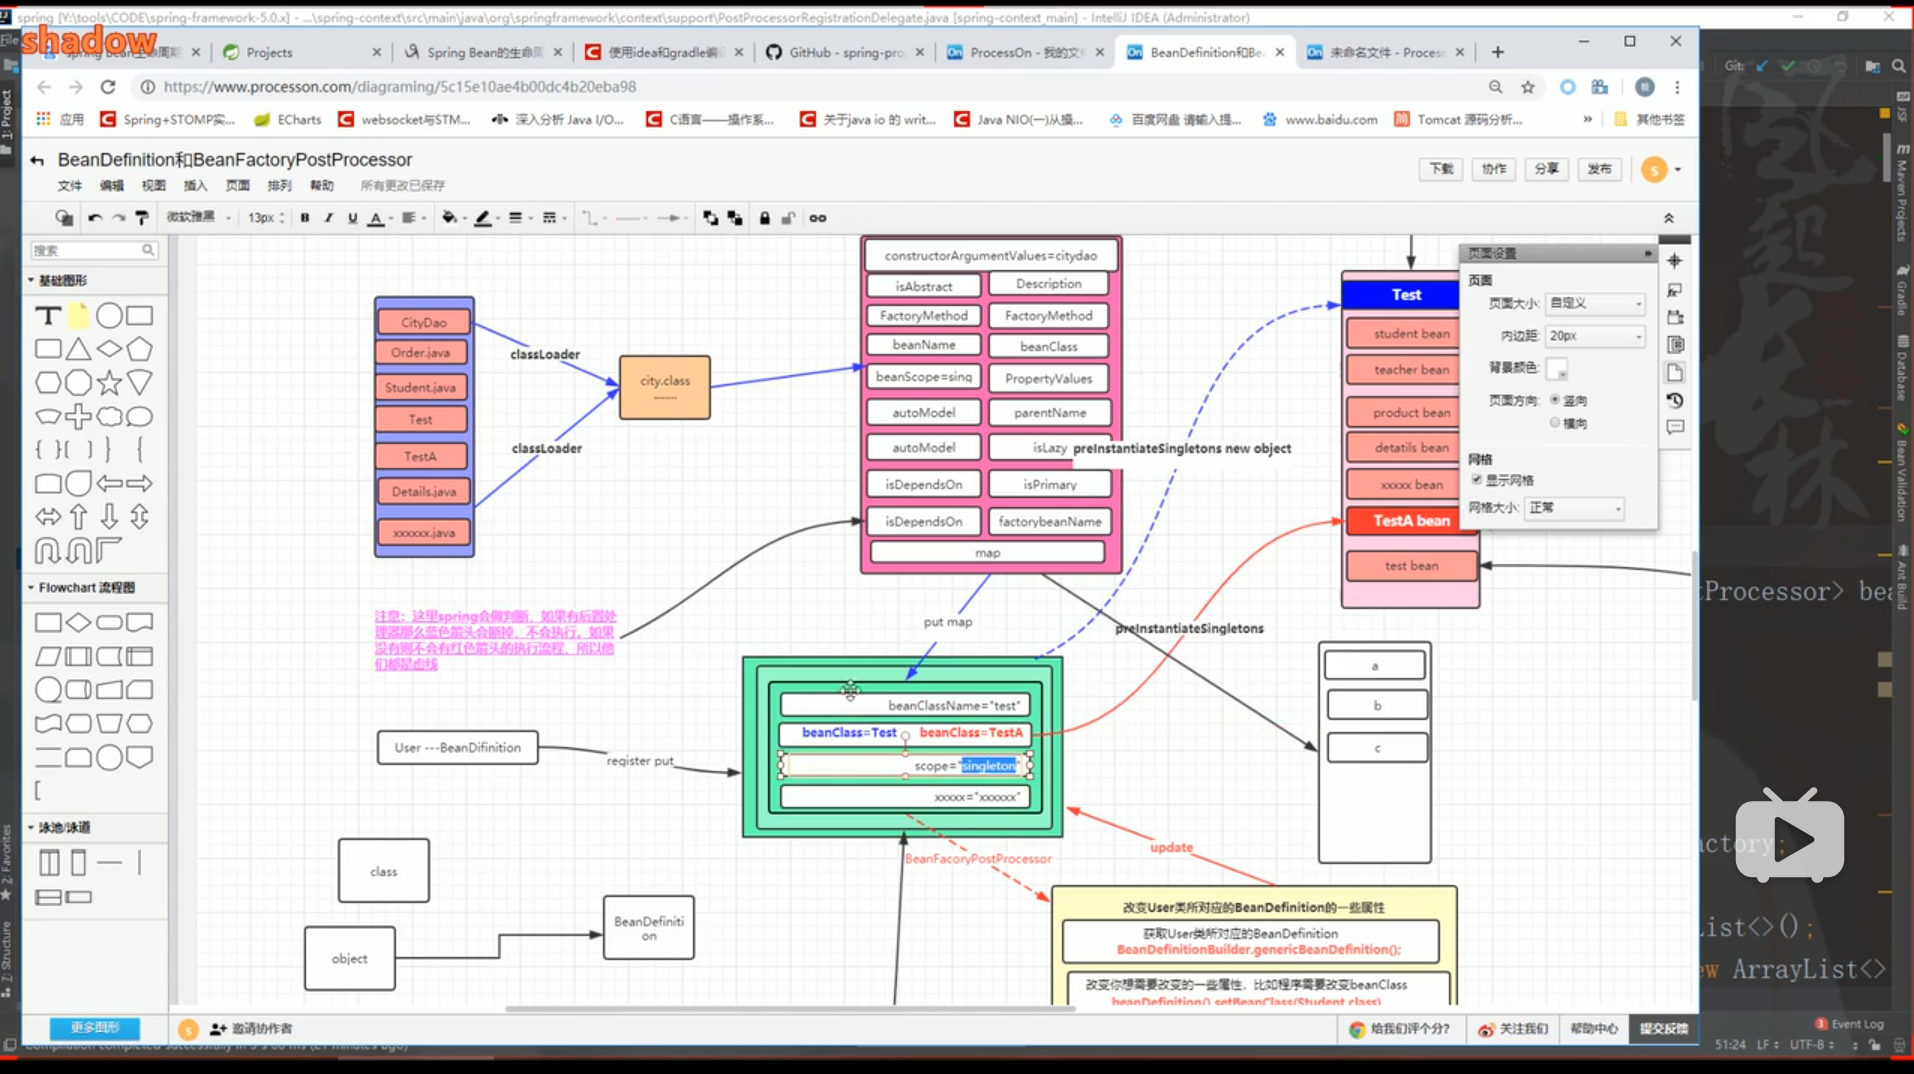 spring [Y:\tools\CODE\spring-framework-5.0.x] - ...\spring-context\src\main\java\org\springframework\context\support\PostProcessorRegistrationDelegate.java [spring-context_main] - IntelliJ IDEA (Administrator)
shadow
Projects
Spring Bean的生命周
使用idea和gradle编
GitHub - spring-pro
ProcessOn - 我的文
BeanDefinition和Be
未命名文件 - Process
https://www.processon.com/diagraming/5c15e10ae4b00dc4b20eba98
应用
Spring+STOMP实...
ECharts
websocket与STM...
深入分析 Java I/O...
C语言——操作系...
关于java io 的 writ...
Java NIO(一)从操...
百度网盘 请输入提...
www.baidu.com
Tomcat 源码分析...
»
其他书签
BeanDefinition和BeanFactoryPostProcessor
文件 编辑 视图 插入 页面 排列 帮助 所有更改已保存
下载 协作 分享 发布
s
微软雅黑 13px B I U A
搜索
基础图形
T
Flowchart 流程图
泳池/泳道
更多图形
CityDao
Order.java
Student.java
Test
TestA
Details.java
xxxxxx.java
classLoader
classLoader
city.class
constructorArgumentValues=citydao
isAbstract
Description
FactoryMethod
FactoryMethod
beanName
beanClass
beanScope=sing
PropertyValues
autoModel
parentName
autoModel
isLazy
isDependsOn
isPrimary
isDependsOn
factorybeanName
map
preInstantiateSingletons new object
Test
student bean
teacher bean
product bean
detatils bean
xxxxx bean
TestA bean
test bean
页面设置
页面
页面大小: 自定义
内边距: 20px
背景颜色:
页面方向: 竖向
横向
网格
显示网格
网格大小: 正常
注意：这里spring会做判断，如果有后置处
理器那么蓝色箭头会断掉，不会执行。如果
没有则不会有红色箭头的执行流程，所以他
们都是虚线
put map
preInstantiateSingletons
a
b
c
beanClassName="test"
beanClass=Test beanClass=TestA
scope="singleton"
xxxxx="xxxxxx"
User ---BeanDifinition
register put
class
object
BeanDefiniti
on
BeanFacoryPostProcessor
update
改变User类所对应的BeanDefinition的一些属性
获取User类所对应的BeanDefinition
BeanDefinitionBuilder.genericBeanDefinition();
改变你想需要改变的一些属性，比如程序需要改变beanClass
beanDefinition().setBeanClass(Student.class)
s
邀请协作者
给我们评个分?
关注我们
帮助中心
提交反馈
Git:
1: Project
2: Favorites
Z: Structure
JSF
Maven Projects
Gradle
Database
Bean Validation
Ant Build
tProcessor> bea
actory;
ist<>();
ew ArrayList<>
3 Event Log
51:24 LF UTF-8